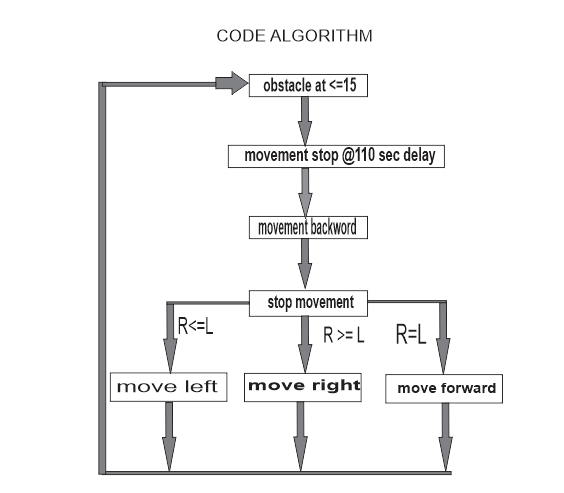 CODE ALGORITHM
obstacle at <=15
movement stop @110 sec delay
movement backword
stop movement
R<=L
R >= L
R=L
move left
move right
move forward